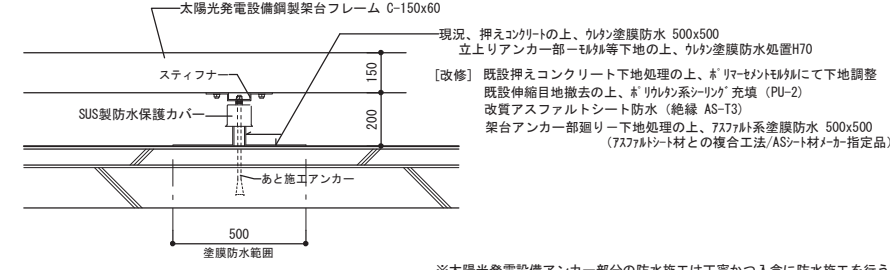 太陽光発電設備鋼製架台フレーム C-150x60
現況、押えｺﾝｸﾘｰﾄの上、ｳﾚﾀﾝ塗膜防水 500x500
立上りアンカー部ーﾓﾙﾀﾙ等下地の上、ｳﾚﾀﾝ塗膜防水処置H70
スティフナー
150
[改修] 既設押えコンクリート下地処理の上、ﾎﾟﾘﾏｰｾﾒﾝﾄﾓﾙﾀﾙにて下地調整
既設伸縮目地撤去の上、ﾎﾟﾘｳﾚﾀﾝ系ｼｰﾘﾝｸﾞ充填 (PU-2)
SUS製防水保護カバー
200
改質アスファルトシート防水 (絶縁 AS-T3)
架台アンカー部廻りー下地処理の上、ｱｽﾌｧﾙﾄ系塗膜防水 500x500
(ｱｽﾌｧﾙﾄｼｰﾄ材との複合工法/ASｼｰﾄ材ﾒｰｶｰ指定品)
あと施工アンカー
500
塗膜防水範囲